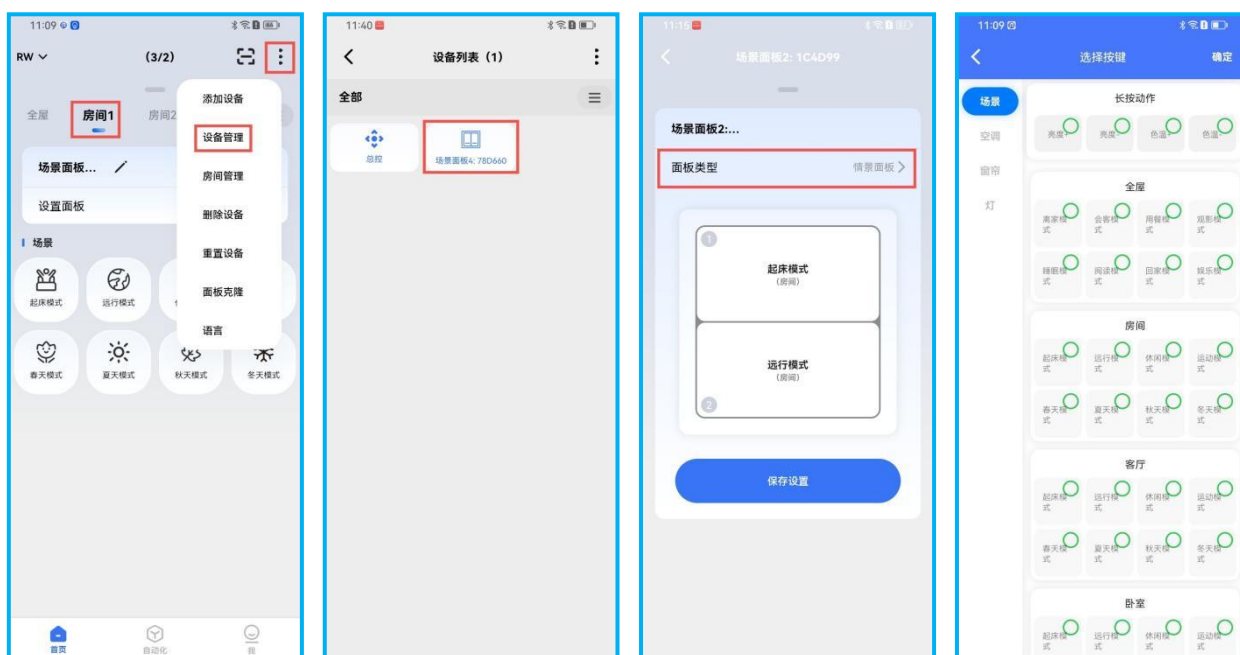 11:09
RW
(3/2)
全屋
房间1
房间2
添加设备
设备管理
房间管理
删除设备
重置设备
面板克隆
语言
场景面板...
设置面板
场景
起床模式
远行模式
春天模式
夏天模式
秋天模式
冬天模式
首页
自动化
我
11:40
设备列表（1）
全部
总控
场景面板4: 78D660
11:15
场景面板2: 1C4D99
场景面板2:...
面板类型
情景面板
1
起床模式
(房间)
远行模式
(房间)
2
保存设置
11:09
选择按键
确定
场景
空调
窗帘
灯
长按动作
亮度
亮度
色温
色温
全屋
离家模式
会客模式
用餐模式
观影模式
睡眠模式
阅读模式
回家模式
娱乐模式
房间
起床模式
远行模式
休闲模式
运动模式
春天模式
夏天模式
秋天模式
冬天模式
客厅
起床模式
远行模式
休闲模式
运动模式
春天模式
夏天模式
秋天模式
冬天模式
卧室
起床模式
远行模式
休闲模式
运动模式